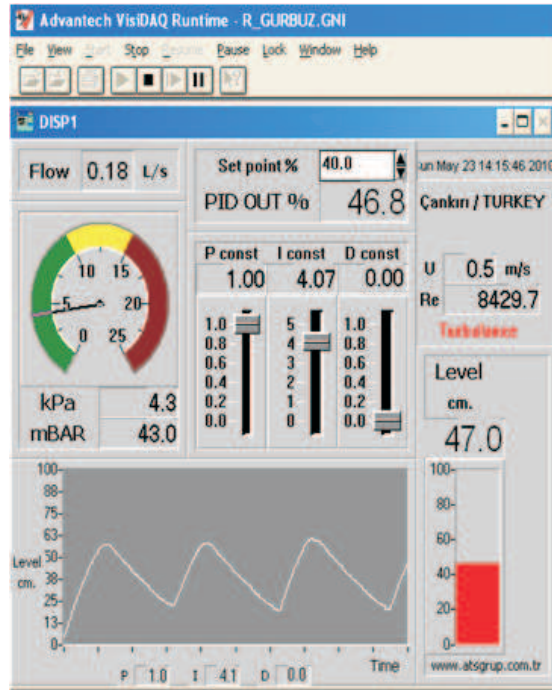 Advantech VisiDAQ Runtime - R_GURBUZ.GNI
File View Start Stop Resume Pause Lock Window Help
DISP1
Flow 0.18 L/s
Set point% 40.0
PID OUT % 46.8
un May 23 14:15:46 2010
Çankırı / TURKEY
0 5 10 15 20 25
kPa 4.3
mBAR 43.0
P const I const D const
1.00 4.07 0.00
1.0 5 1.0
0.8 4 0.8
0.6 3 0.6
0.4 2 0.4
0.2 1 0.2
0.0 0 0.0
U 0.5 m/s
Re 8429.7
Turbulance
Level
cm.
47.0
100-
80-
60-
40-
20-
0-
www.atsgrup.com.tr
100-
88-
75-
63-
Level 50-
cm. 38-
25-
13-
0-
Time
P 1.0 I 4.1 D 0.0